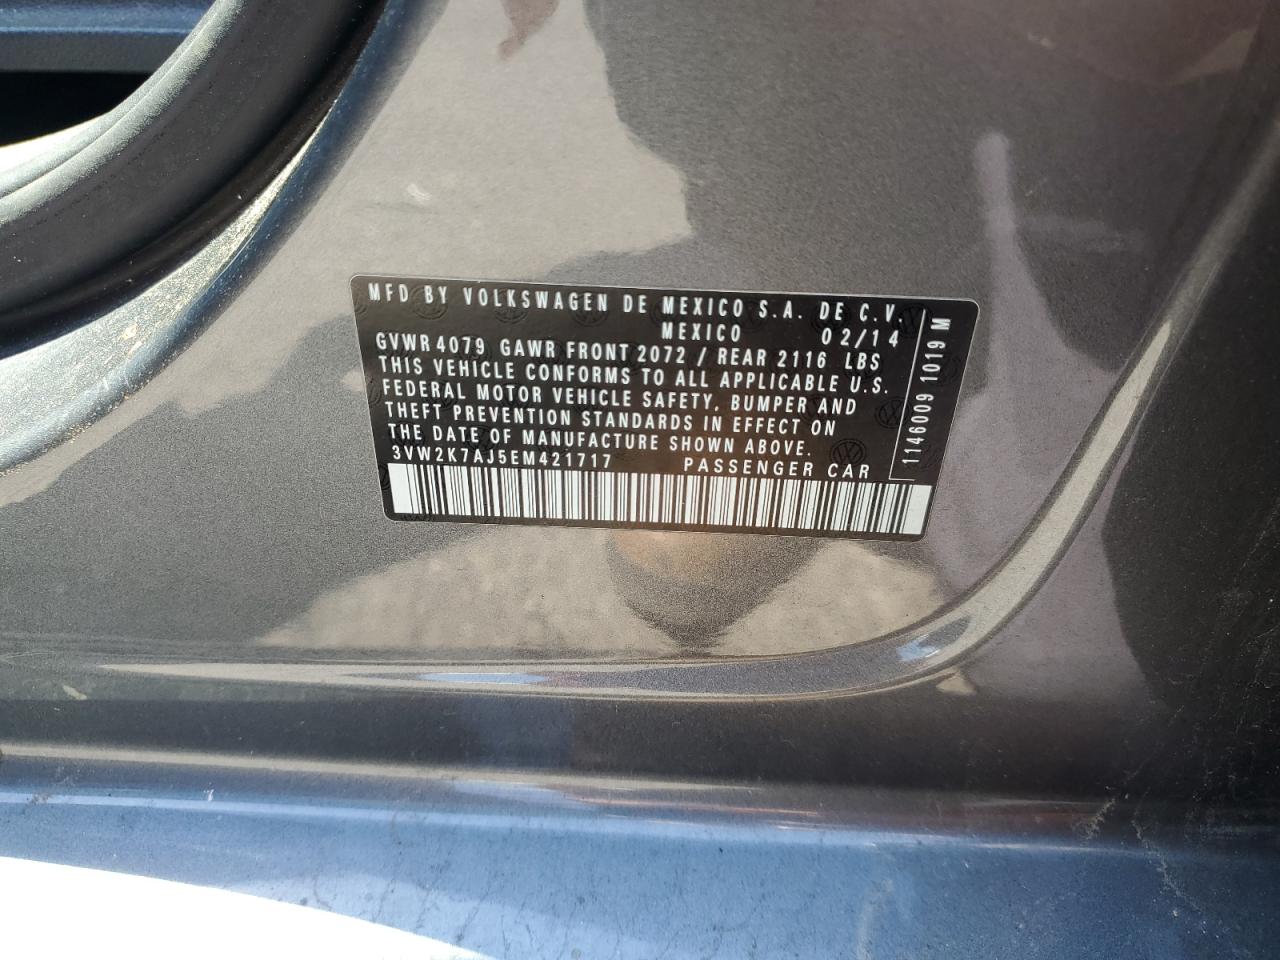 MFD BY VOLKSWAGEN DE MEXICO S.A. DE C.V.
MEXICO 02/14
GVWR 4079 GAWR FRONT 2072 / REAR 2116 LBS
THIS VEHICLE CONFORMS TO ALL APPLICABLE U.S.
FEDERAL MOTOR VEHICLE SAFETY, BUMPER AND
THEFT PREVENTION STANDARDS IN EFFECT ON
THE DATE OF MANUFACTURE SHOWN ABOVE.
3VW2K7AJ5EM421717 PASSENGER CAR
1146009 1019 M